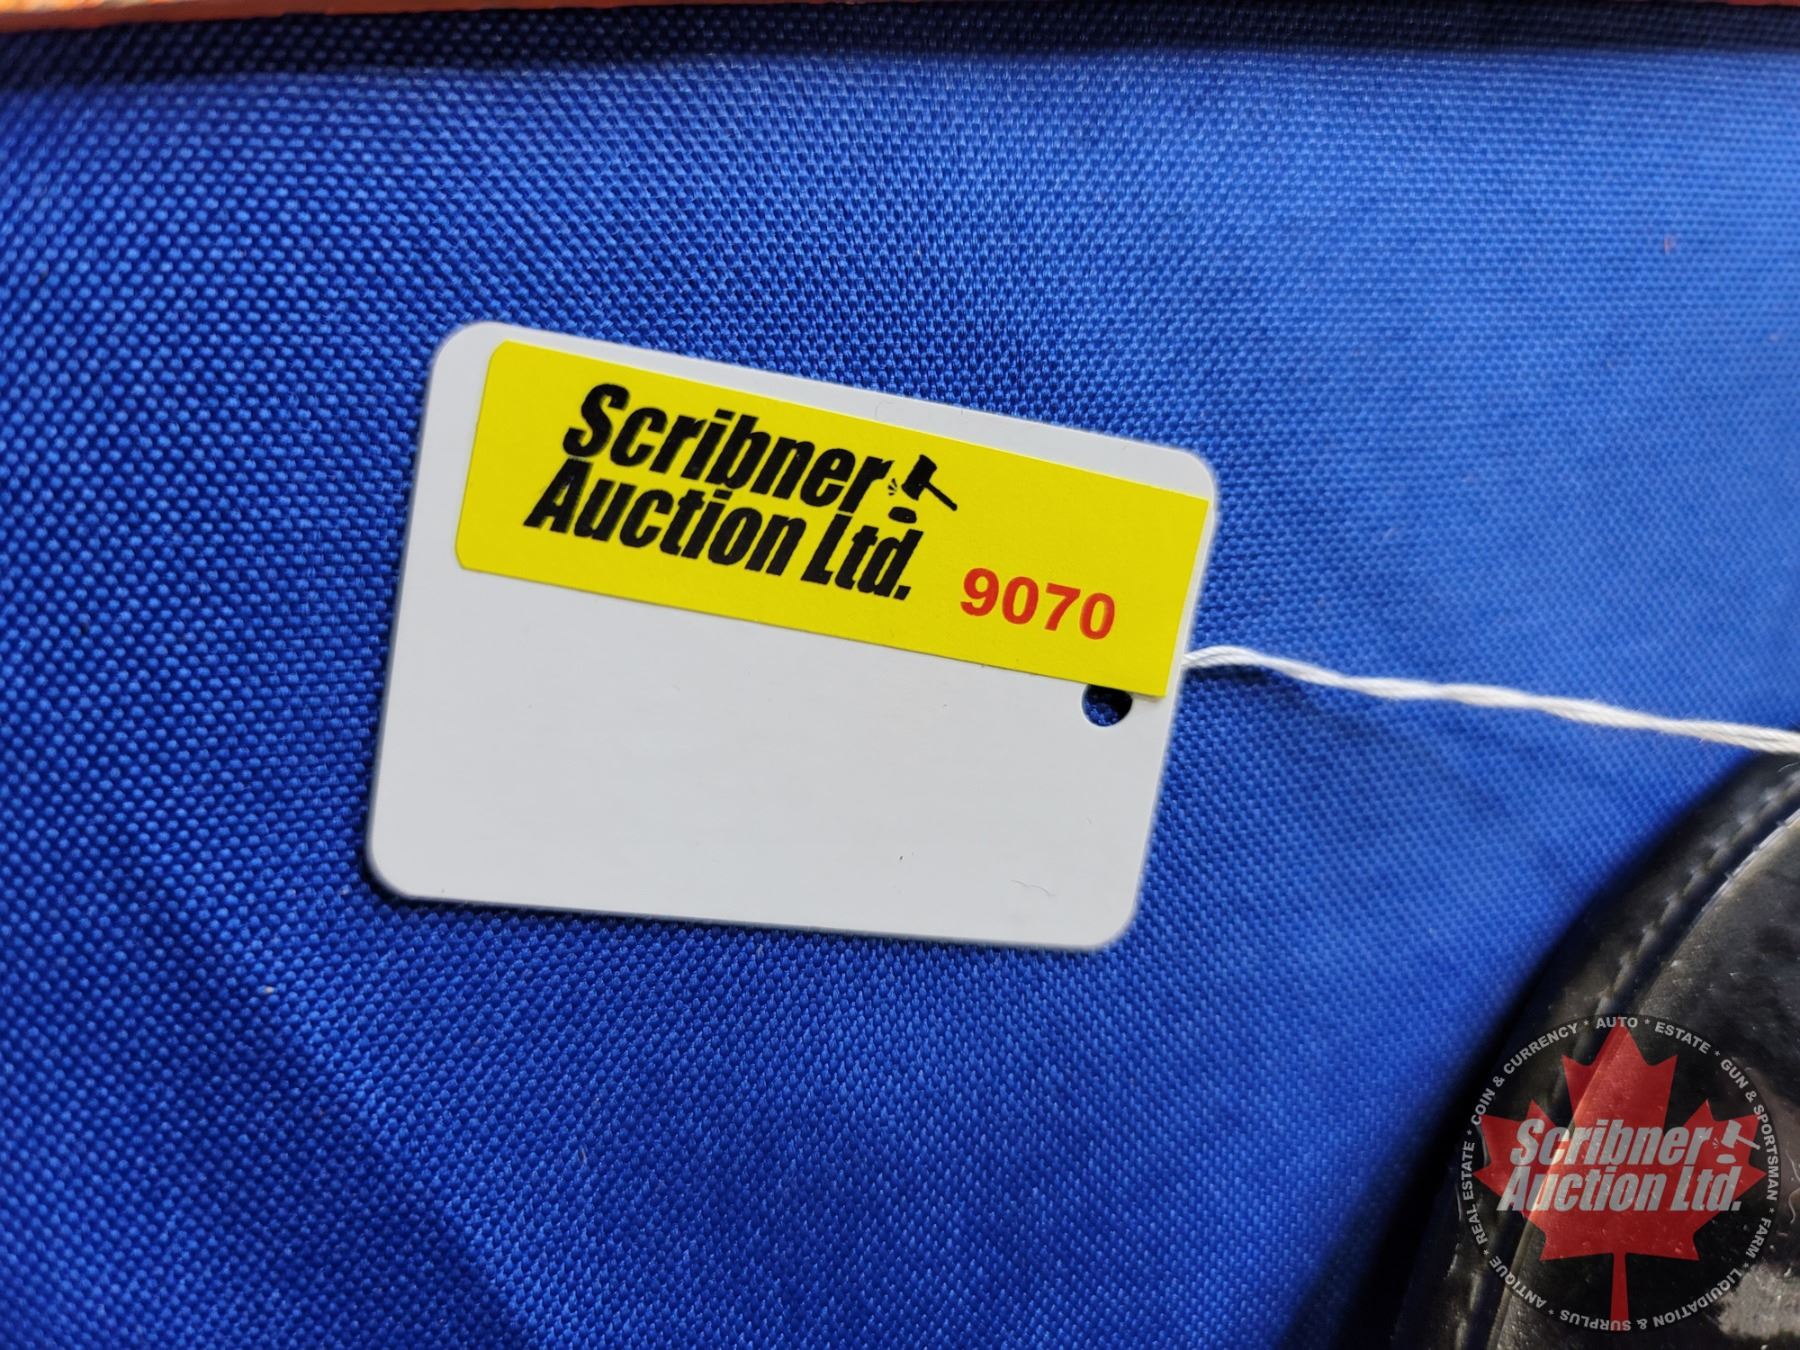 Scribner
Auction Ltd.
9070
REAL ESTATE * COIN & CURRENCY * AUTO * ESTATE * GUN & SPORTSMAN * FARM * LIQUIDATION & SURPLUS * ANTIQUE *
Scribner
Auction Ltd.